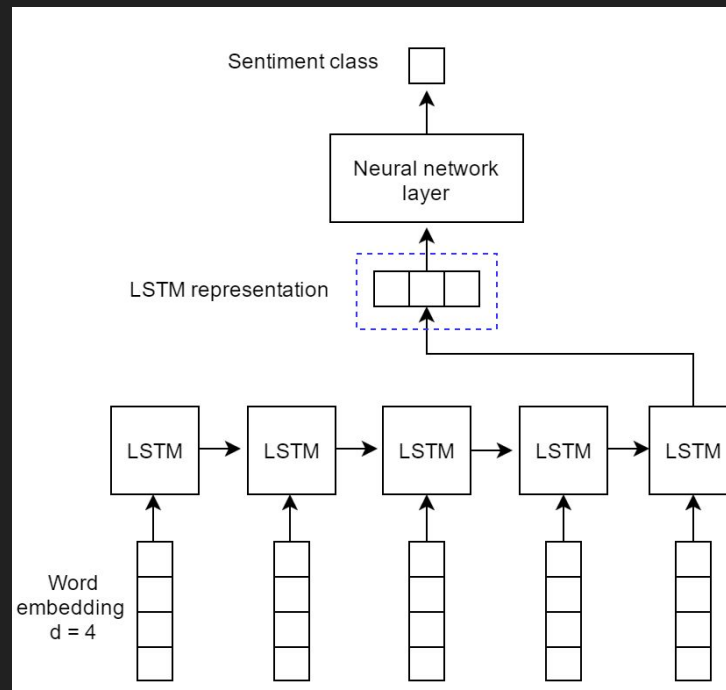 Sentiment class
Neural network
layer
LSTM representation
LSTM
LSTM
LSTM
LSTM
LSTM
Word
embedding
d = 4